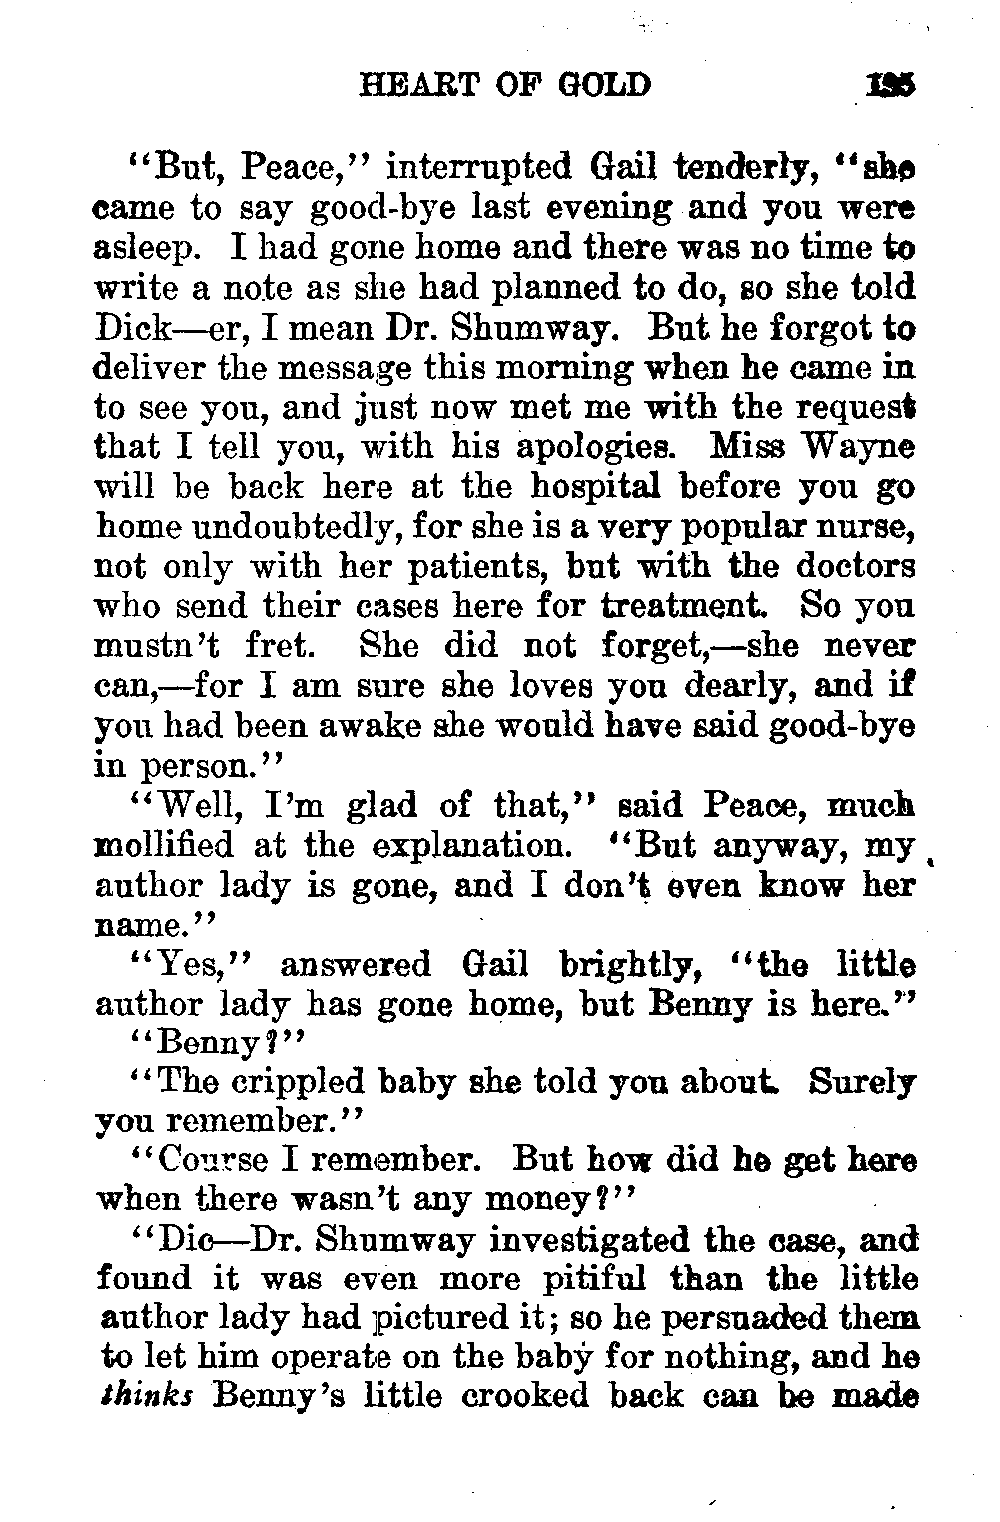 HEART OF GOLD 195
"But, Peace," interrupted Gail tenderly, "she
came to say good-bye last evening and you were
asleep. I had gone home and there was no time to
write a note as she had planned to do, so she told
Dick—er, I mean Dr. Shumway. But he forgot to
deliver the message this morning when he came in
to see you, and just now met me with the request
that I tell you, with his apologies. Miss Wayne
will be back here at the hospital before you go
home undoubtedly, for she is a very popular nurse,
not only with her patients, but with the doctors
who send their cases here for treatment. So you
mustn't fret. She did not forget,—she never
can,—for I am sure she loves you dearly, and if
you had been awake she would have said good-bye
in person."
"Well, I'm glad of that," said Peace, much
mollified at the explanation. "But anyway, my
author lady is gone, and I don't even know her
name."
"Yes," answered Gail brightly, "the little
author lady has gone home, but Benny is here."
"Benny?"
"The crippled baby she told you about. Surely
you remember."
"Course I remember. But how did he get here
when there wasn't any money?"
"Dic—Dr. Shumway investigated the case, and
found it was even more pitiful than the little
author lady had pictured it; so he persuaded them
to let him operate on the baby for nothing, and he
thinks Benny's little crooked back can be made